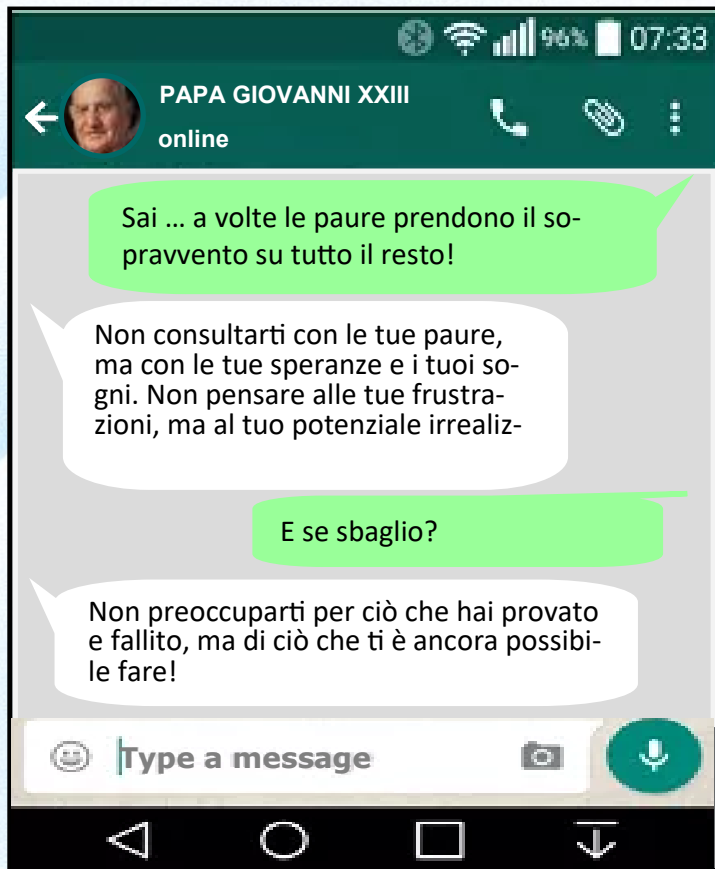 96% 07:33
PAPA GIOVANNI XXIII
online
Sai ... a volte le paure prendono il so-
pravvento su tutto il resto!
Non consultarti con le tue paure,
ma con le tue speranze e i tuoi so-
gni. Non pensare alle tue frustra-
zioni, ma al tuo potenziale irrealiz-
E se sbaglio?
Non preoccuparti per ciò che hai provato
e fallito, ma di ciò che ti è ancora possibi-
le fare!
Type a message